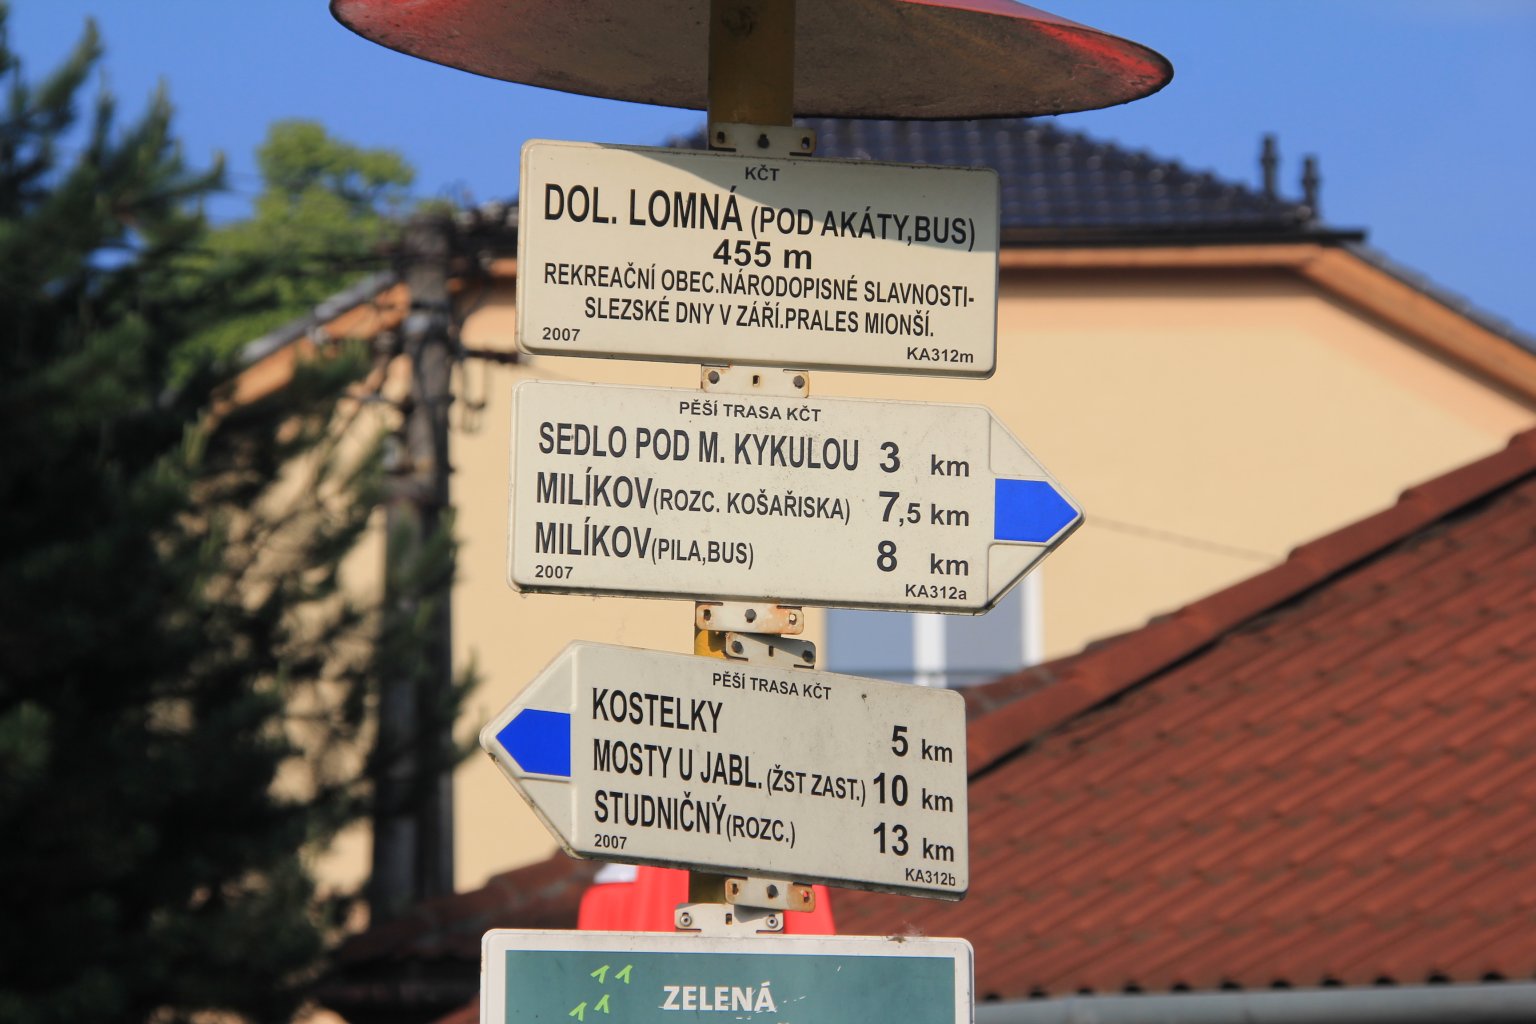 KČT
DOL. LOMNÁ (POD AKÁTY,BUS)
455 m
REKREAČNÍ OBEC.NÁRODOPISNÉ SLAVNOSTI-
SLEZSKÉ DNY V ZÁŘÍ.PRALES MIONŠÍ.
2007 KA312m
PĚŠÍ TRASA KČT
SEDLO POD M. KYKULOU 3 km
MILÍKOV(ROZC. KOŠAŘISKA) 7,5 km
MILÍKOV(PILA,BUS) 8 km
2007 KA312a
PĚŠÍ TRASA KČT
KOSTELKY 5 km
MOSTY U JABL.(ŽST ZAST.) 10 km
STUDNIČNÝ(ROZC.) 13 km
2007 KA312b
ZELENÁ